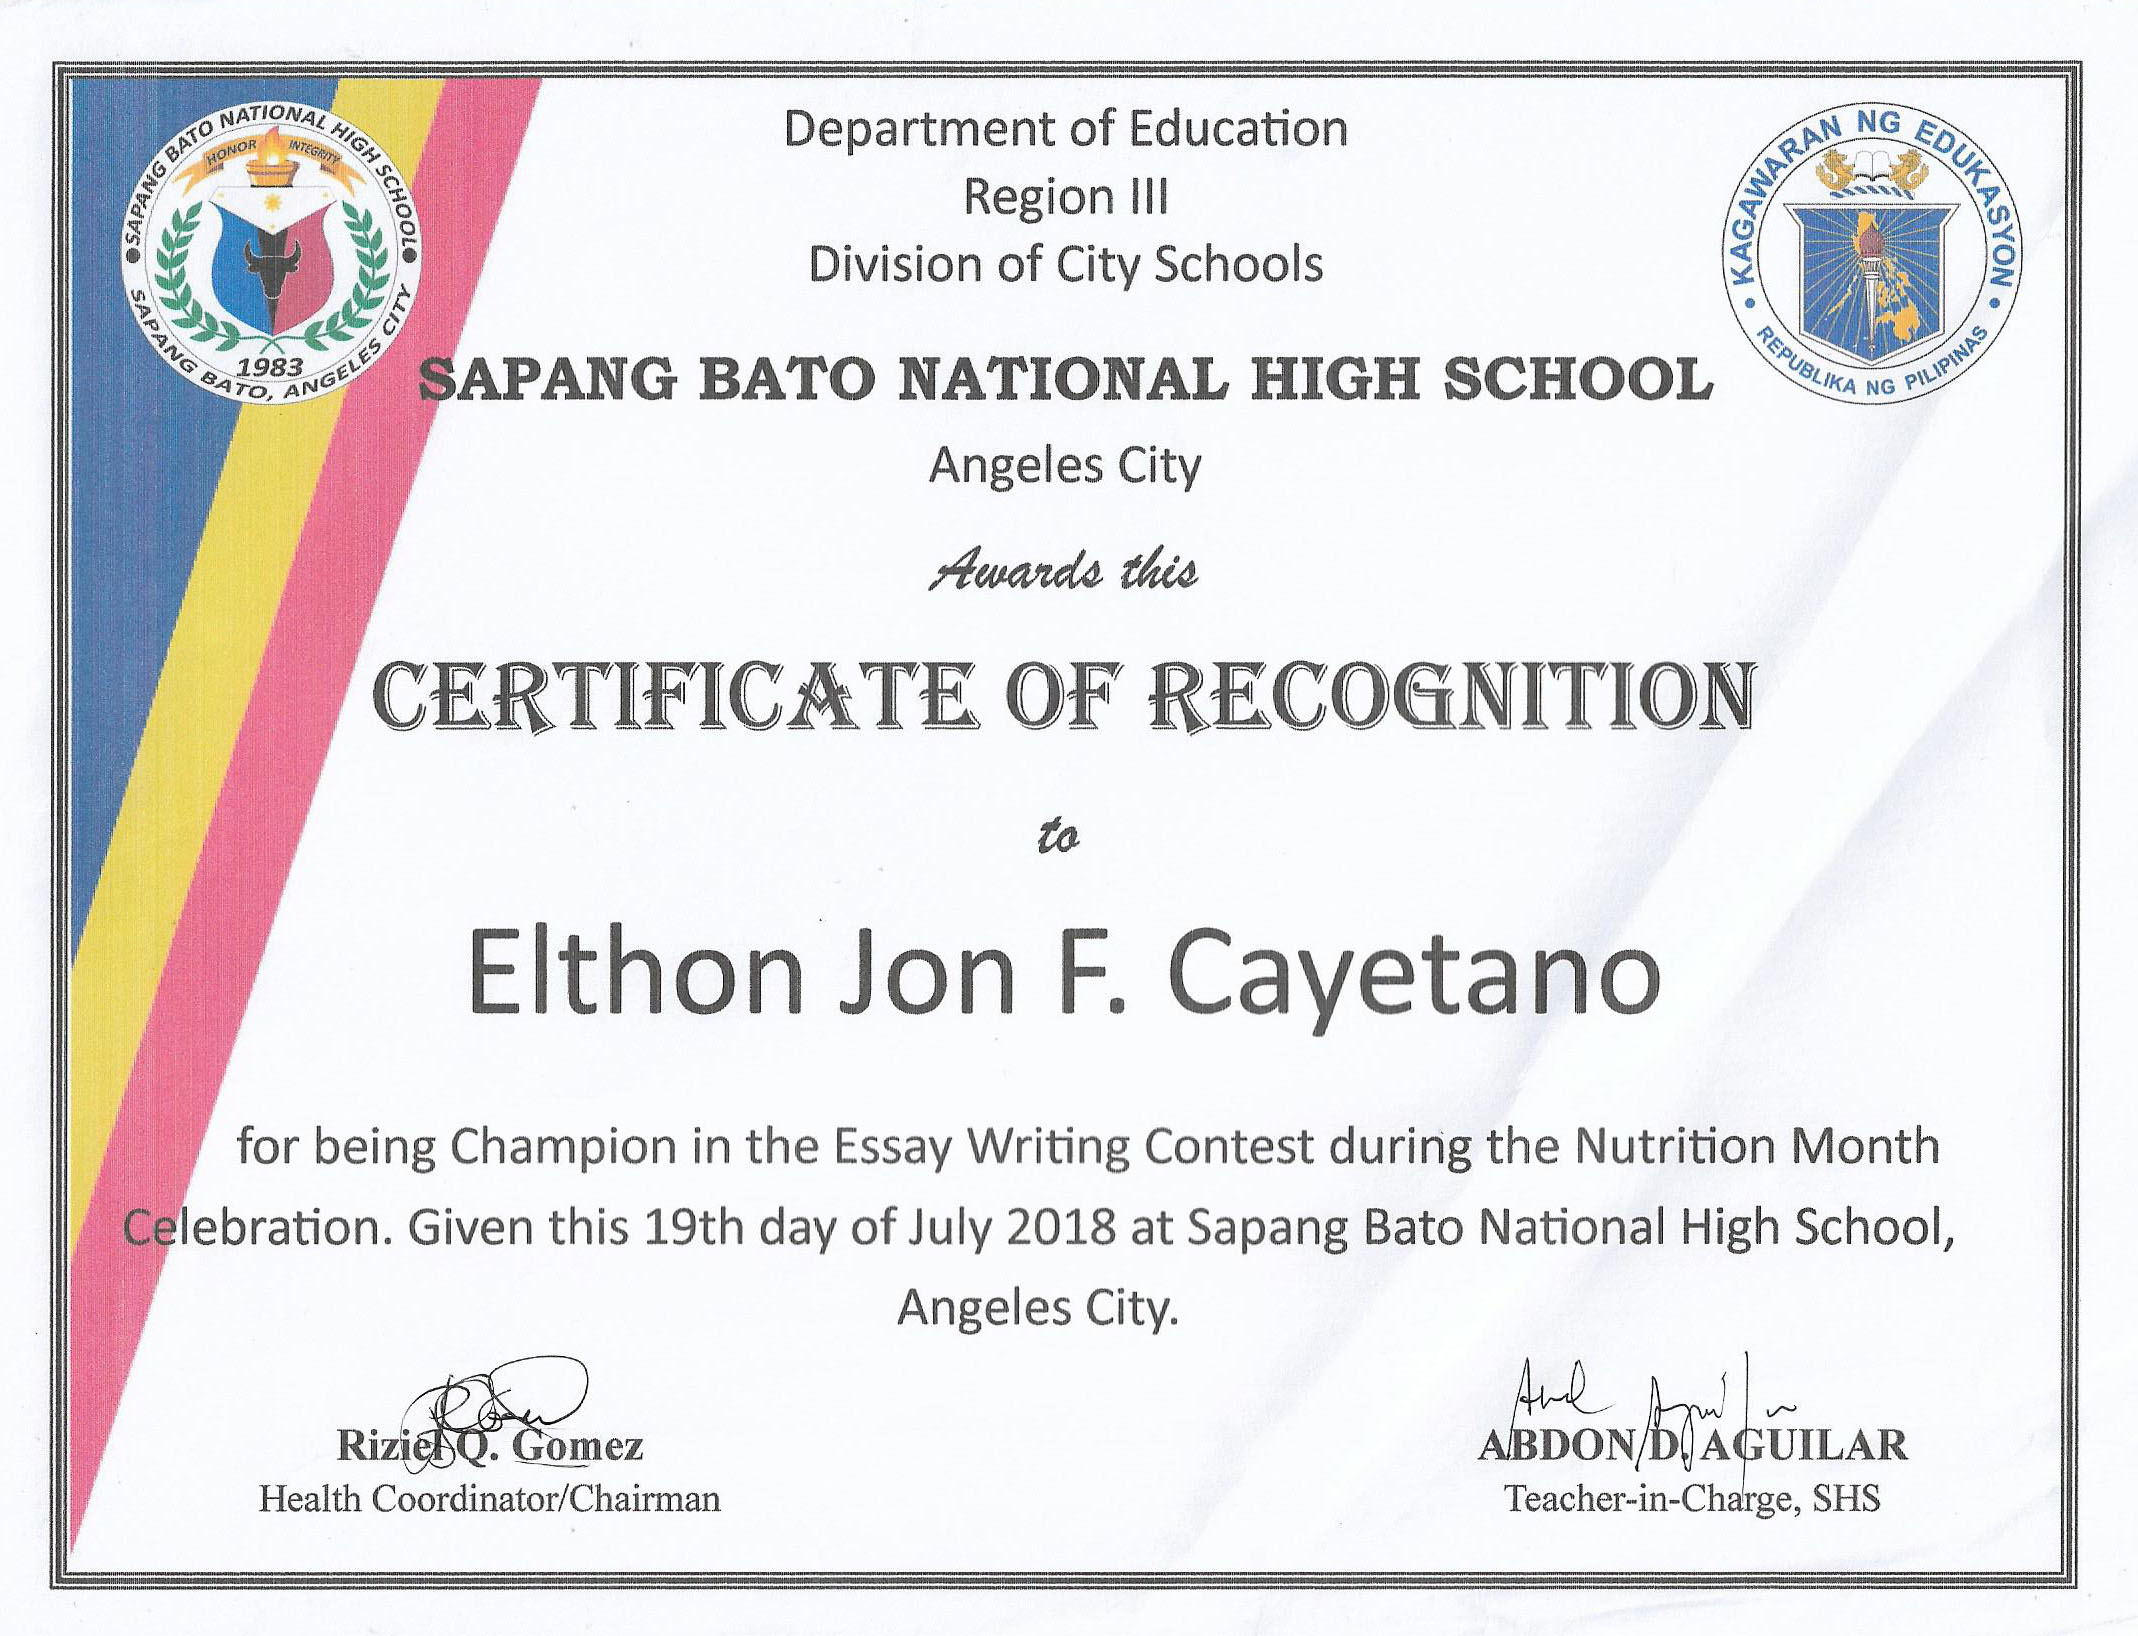 SAPANG BATO NATIONAL HIGH SCHOOL
HONOR INTEGRITY
1983
SAPANG BATO, ANGELES CITY
KAGAWARAN NG EDUKASYON
REPUBLIKA NG PILIPINAS
Department of Education
Region III
Division of City Schools
SAPANG BATO NATIONAL HIGH SCHOOL
Angeles City
Awards this
CERTIFICATE OF RECOGNITION
to
Elthon Jon F. Cayetano
for being Champion in the Essay Writing Contest during the Nutrition Month
Celebration. Given this 19th day of July 2018 at Sapang Bato National High School,
Angeles City.
Riziel Q. Gomez
Health Coordinator/Chairman
ABDON D. AGUILAR
Teacher-in-Charge, SHS